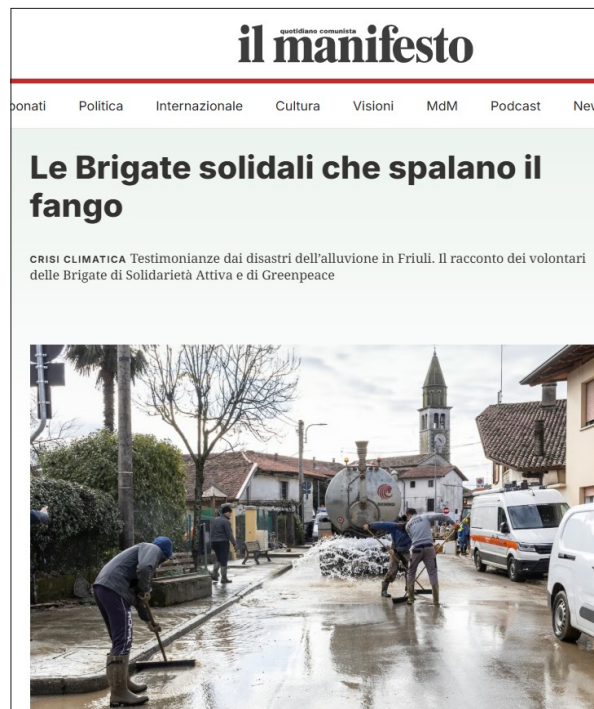 quotidiano comunista
il manifesto
Politica Internazionale Cultura Visioni MdM Podcast
Le Brigate solidali che spalano il
fango
CRISI CLIMATICA Testimonianze dai disastri dell’alluvione in Friuli. Il racconto dei volontari
delle Brigate di Solidarietà Attiva e di Greenpeace